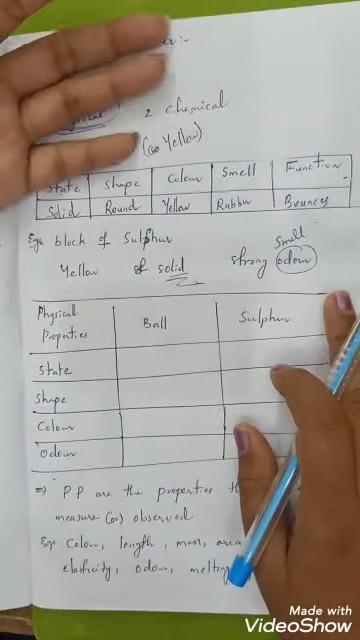 2. chemical
(or Yellow)
State Shape Colour Smell Function
Solid Round Yellow Rubber Bounces
Eg: block of Sulphur smell
Yellow solid strong odour
Physical Properties Ball Sulphur
State
Shape
Colour
Odour
=> PP are the properties
measure (or) observed
Eg: Colour, length, mass, area
elasticity, odour, melting
Made with
VideoShow